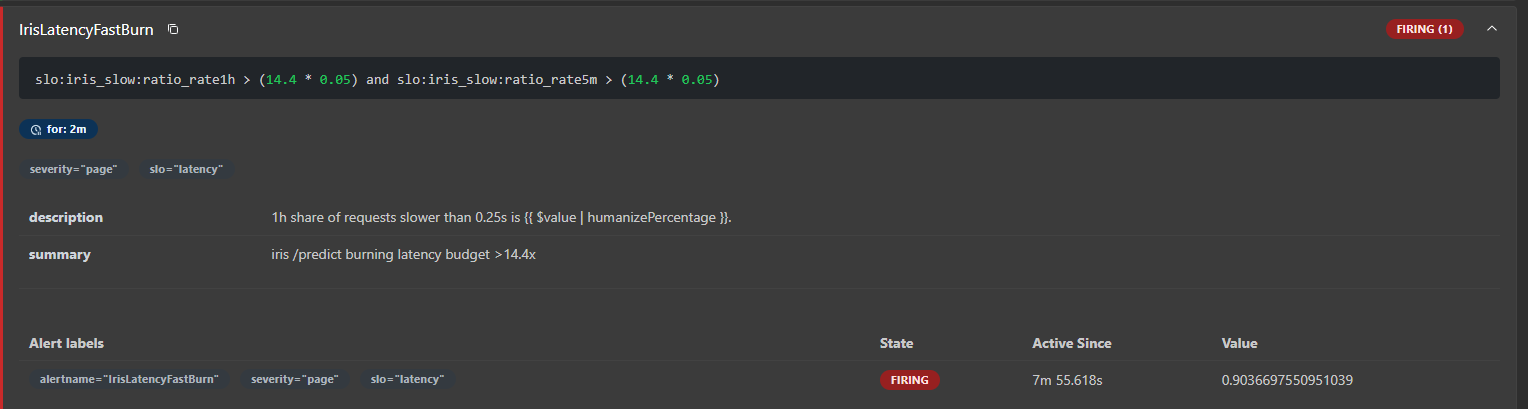 IrisLatencyFastBurn FIRING (1)
slo:iris_slow:ratio_rate1h > (14.4 * 0.05) and slo:iris_slow:ratio_rate5m > (14.4 * 0.05)
for: 2m
severity="page" slo="latency"
description 1h share of requests slower than 0.25s is {{ $value | humanizePercentage }}.
summary iris /predict burning latency budget >14.4x
Alert labels State Active Since Value
alertname="IrisLatencyFastBurn" severity="page" slo="latency" FIRING 7m 55.618s 0.9036697550951039